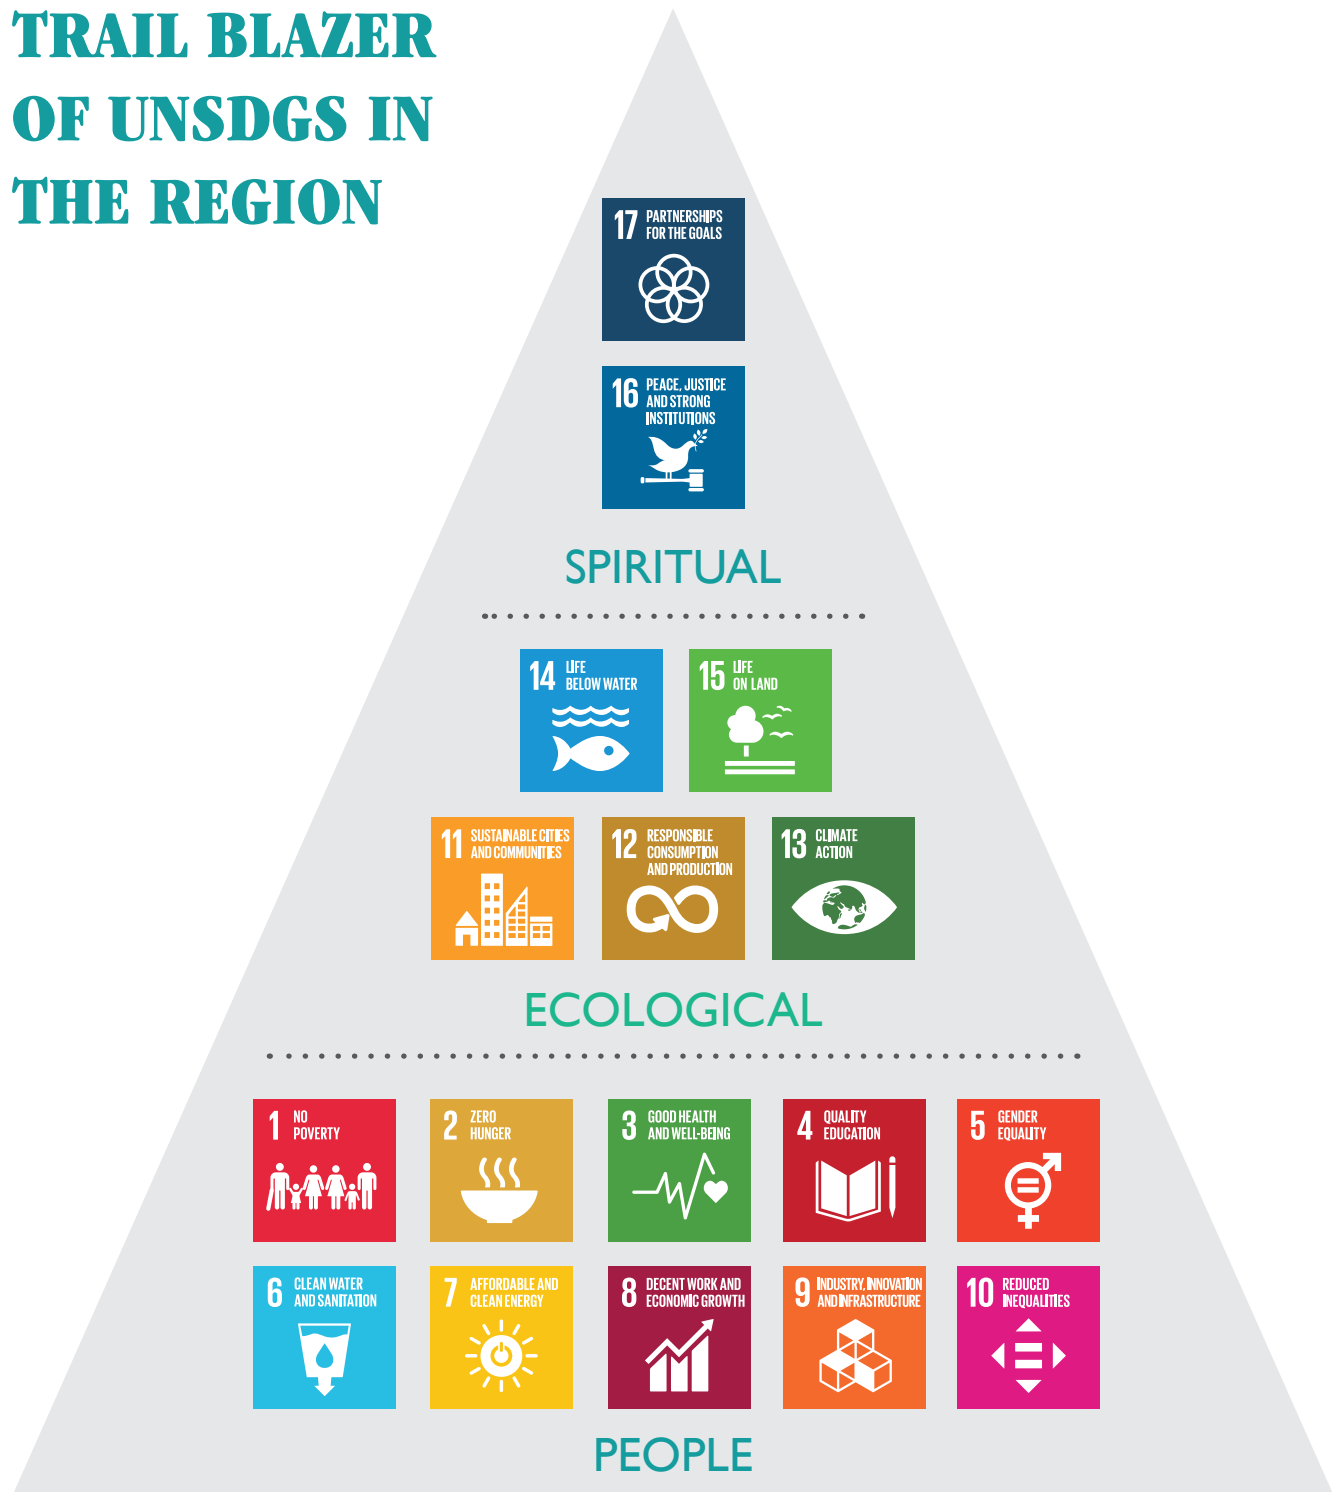 TRAIL BLAZER
OF UNSDGS IN
THE REGION
17 PARTNERSHIPS
FOR THE GOALS
16 PEACE, JUSTICE
AND STRONG
INSTITUTIONS
SPIRITUAL
14 LIFE
BELOW WATER
15 LIFE
ON LAND
11 SUSTAINABLE CITIES
AND COMMUNITIES
12 RESPONSIBLE
CONSUMPTION
AND PRODUCTION
13 CLIMATE
ACTION
ECOLOGICAL
1 NO
POVERTY
2 ZERO
HUNGER
3 GOOD HEALTH
AND WELL-BEING
4 QUALITY
EDUCATION
5 GENDER
EQUALITY
6 CLEAN WATER
AND SANITATION
7 AFFORDABLE AND
CLEAN ENERGY
8 DECENT WORK AND
ECONOMIC GROWTH
9 INDUSTRY, INNOVATION
AND INFRASTRUCTURE
10 REDUCED
INEQUALITIES
PEOPLE